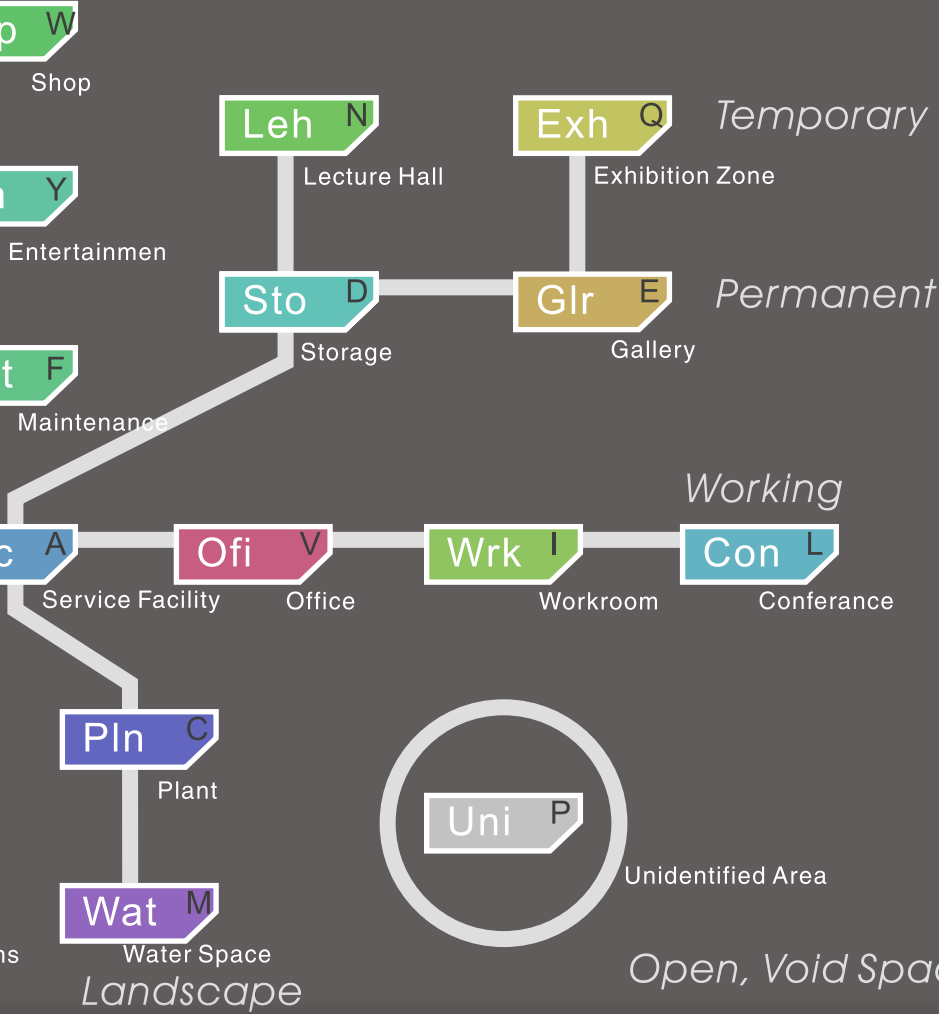 p W
Shop
Leh N
Lecture Hall
Exh Q
Exhibition Zone
Temporary
Y
Entertainmen
Sto D
Storage
Glr E
Gallery
Permanent
t F
Maintenance
Working
c A
Service Facility
Ofi V
Office
Wrk I
Workroom
Con L
Conferance
Pln C
Plant
Uni P
Unidentified Area
Wat M
Water Space
ns
Landscape
Open, Void Spac